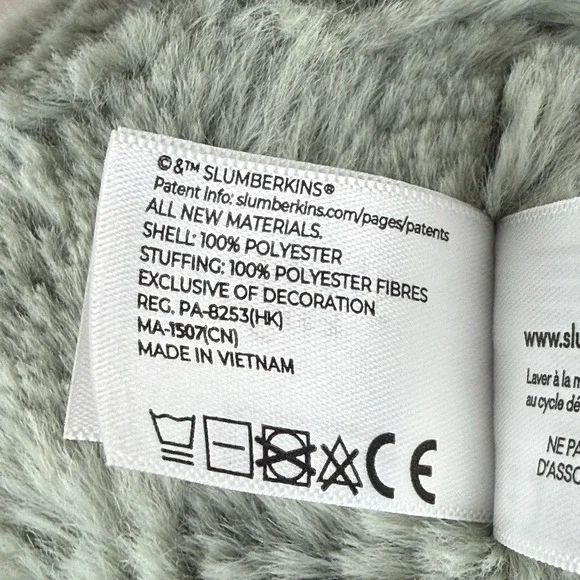 ©&™ SLUMBERKINS®
Patent Info: slumberkins.com/pages/patents
ALL NEW MATERIALS.
SHELL: 100% POLYESTER
STUFFING: 100% POLYESTER FIBRES
EXCLUSIVE OF DECORATION
REG. PA-8253(HK)
MA-1507(CN)
MADE IN VIETNAM
CE
www.slu
Laver à la m
au cycle dé
NE PA
D'ASSO